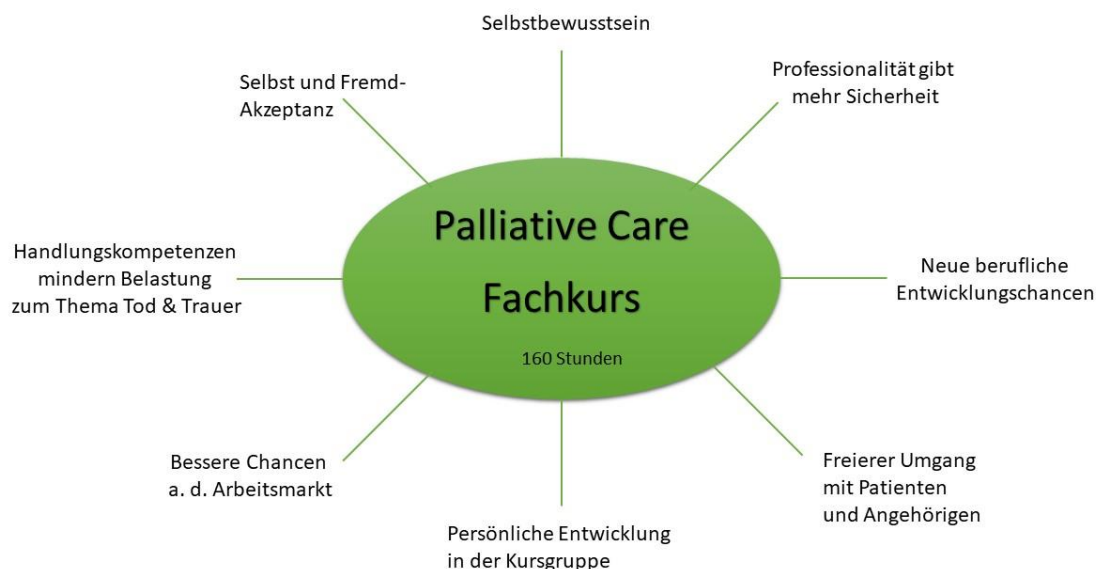 Selbstbewusstsein
Selbst und Fremd-
Akzeptanz
Professionalität gibt
mehr Sicherheit
Palliative Care
Fachkurs
160 Stunden
Handlungskompetenzen
mindern Belastung
zum Thema Tod & Trauer
Neue berufliche
Entwicklungschancen
Bessere Chancen
a. d. Arbeitsmarkt
Freierer Umgang
mit Patienten
und Angehörigen
Persönliche Entwicklung
in der Kursgruppe